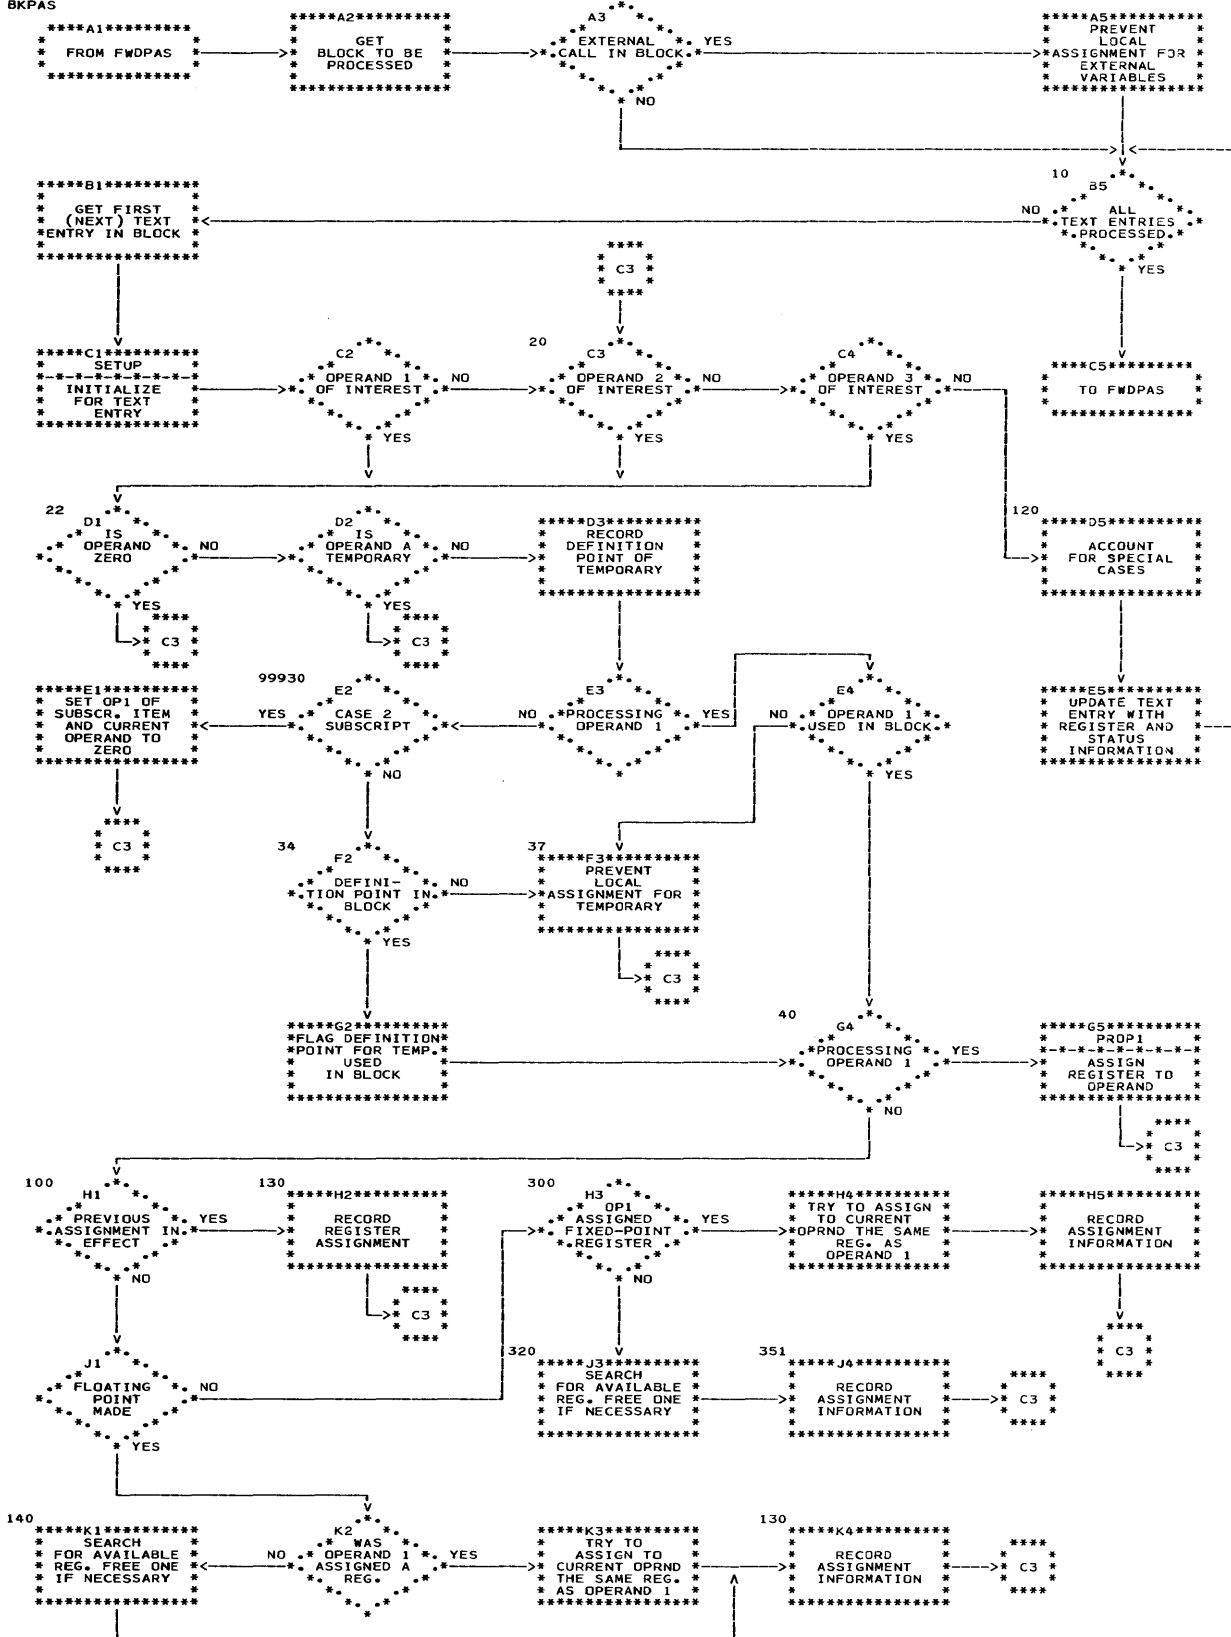 BKPAS
A1
FROM FWDPAS
A2
GET
BLOCK TO BE
PROCESSED
A3
EXTERNAL
CALL IN BLOCK
YES
NO
A5
PREVENT
LOCAL
ASSIGNMENT FOR
EXTERNAL
VARIABLES
B1
GET FIRST
(NEXT) TEXT
ENTRY IN BLOCK
10
B5
ALL
TEXT ENTRIES
PROCESSED
NO
YES
C3
C1
SETUP
INITIALIZE
FOR TEXT
ENTRY
C2
OPERAND 1
OF INTEREST
NO
YES
20
C3
OPERAND 2
OF INTEREST
NO
YES
C4
OPERAND 3
OF INTEREST
NO
YES
C5
TO FWDPAS
22
D1
IS
OPERAND
ZERO
NO
YES
C3
D2
IS
OPERAND A
TEMPORARY
NO
YES
C3
D3
RECORD
DEFINITION
POINT OF
TEMPORARY
120
D5
ACCOUNT
FOR SPECIAL
CASES
E1
SET OP1 OF
SUBSCR. ITEM
AND CURRENT
OPERAND TO
ZERO
C3
99930
E2
CASE 2
SUBSCRIPT
YES
NO
E3
PROCESSING
OPERAND 1
NO
YES
E4
OPERAND 1
USED IN BLOCK
NO
YES
E5
UPDATE TEXT
ENTRY WITH
REGISTER AND
STATUS
INFORMATION
34
F2
DEFINI-
TION POINT IN
BLOCK
NO
YES
37
F3
PREVENT
LOCAL
ASSIGNMENT FOR
TEMPORARY
C3
G2
FLAG DEFINITION
POINT FOR TEMP.
USED
IN BLOCK
40
G4
PROCESSING
OPERAND 1
YES
NO
G5
PROP1
ASSIGN
REGISTER TO
OPERAND
C3
100
H1
PREVIOUS
ASSIGNMENT IN
EFFECT
YES
NO
130
H2
RECORD
REGISTER
ASSIGNMENT
C3
300
H3
OP1
ASSIGNED
FIXED-POINT
REGISTER
YES
NO
H4
TRY TO ASSIGN
TO CURRENT
OPRND THE SAME
REG. AS
OPERAND 1
H5
RECORD
ASSIGNMENT
INFORMATION
C3
J1
FLOATING
POINT
MADE
NO
YES
320
J3
SEARCH
FOR AVAILABLE
REG. FREE ONE
IF NECESSARY
351
J4
RECORD
ASSIGNMENT
INFORMATION
C3
140
K1
SEARCH
FOR AVAILABLE
REG. FREE ONE
IF NECESSARY
K2
WAS
OPERAND 1
ASSIGNED A
REG.
NO
YES
K3
TRY TO
ASSIGN TO
CURRENT OPRND
THE SAME REG.
AS OPERAND 1
130
K4
RECORD
ASSIGNMENT
INFORMATION
C3